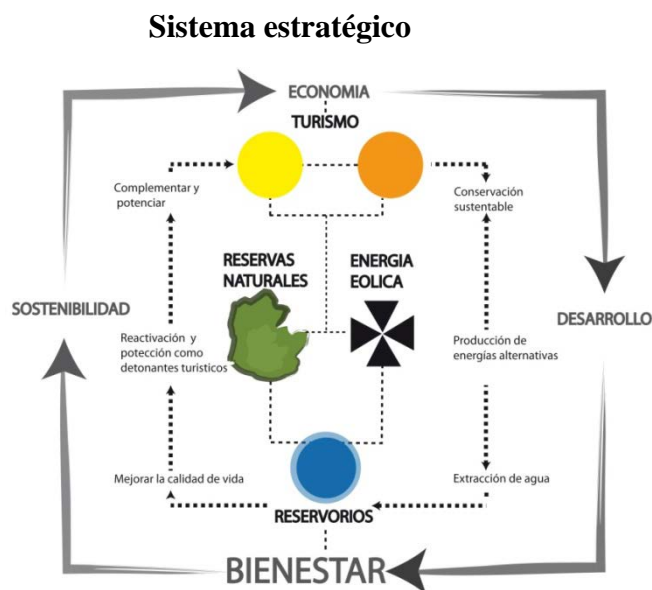 Sistema estratégico
ECONOMIA
TURISMO
Complementar y
potenciar
Conservación
sustentable
RESERVAS
NATURALES
ENERGIA
EOLICA
SOSTENIBILIDAD
DESARROLLO
Reactivación y
potección como
detonantes turísticos
Producción de
energías alternativas
Mejorar la calidad de vida
Extracción de agua
RESERVORIOS
BIENESTAR